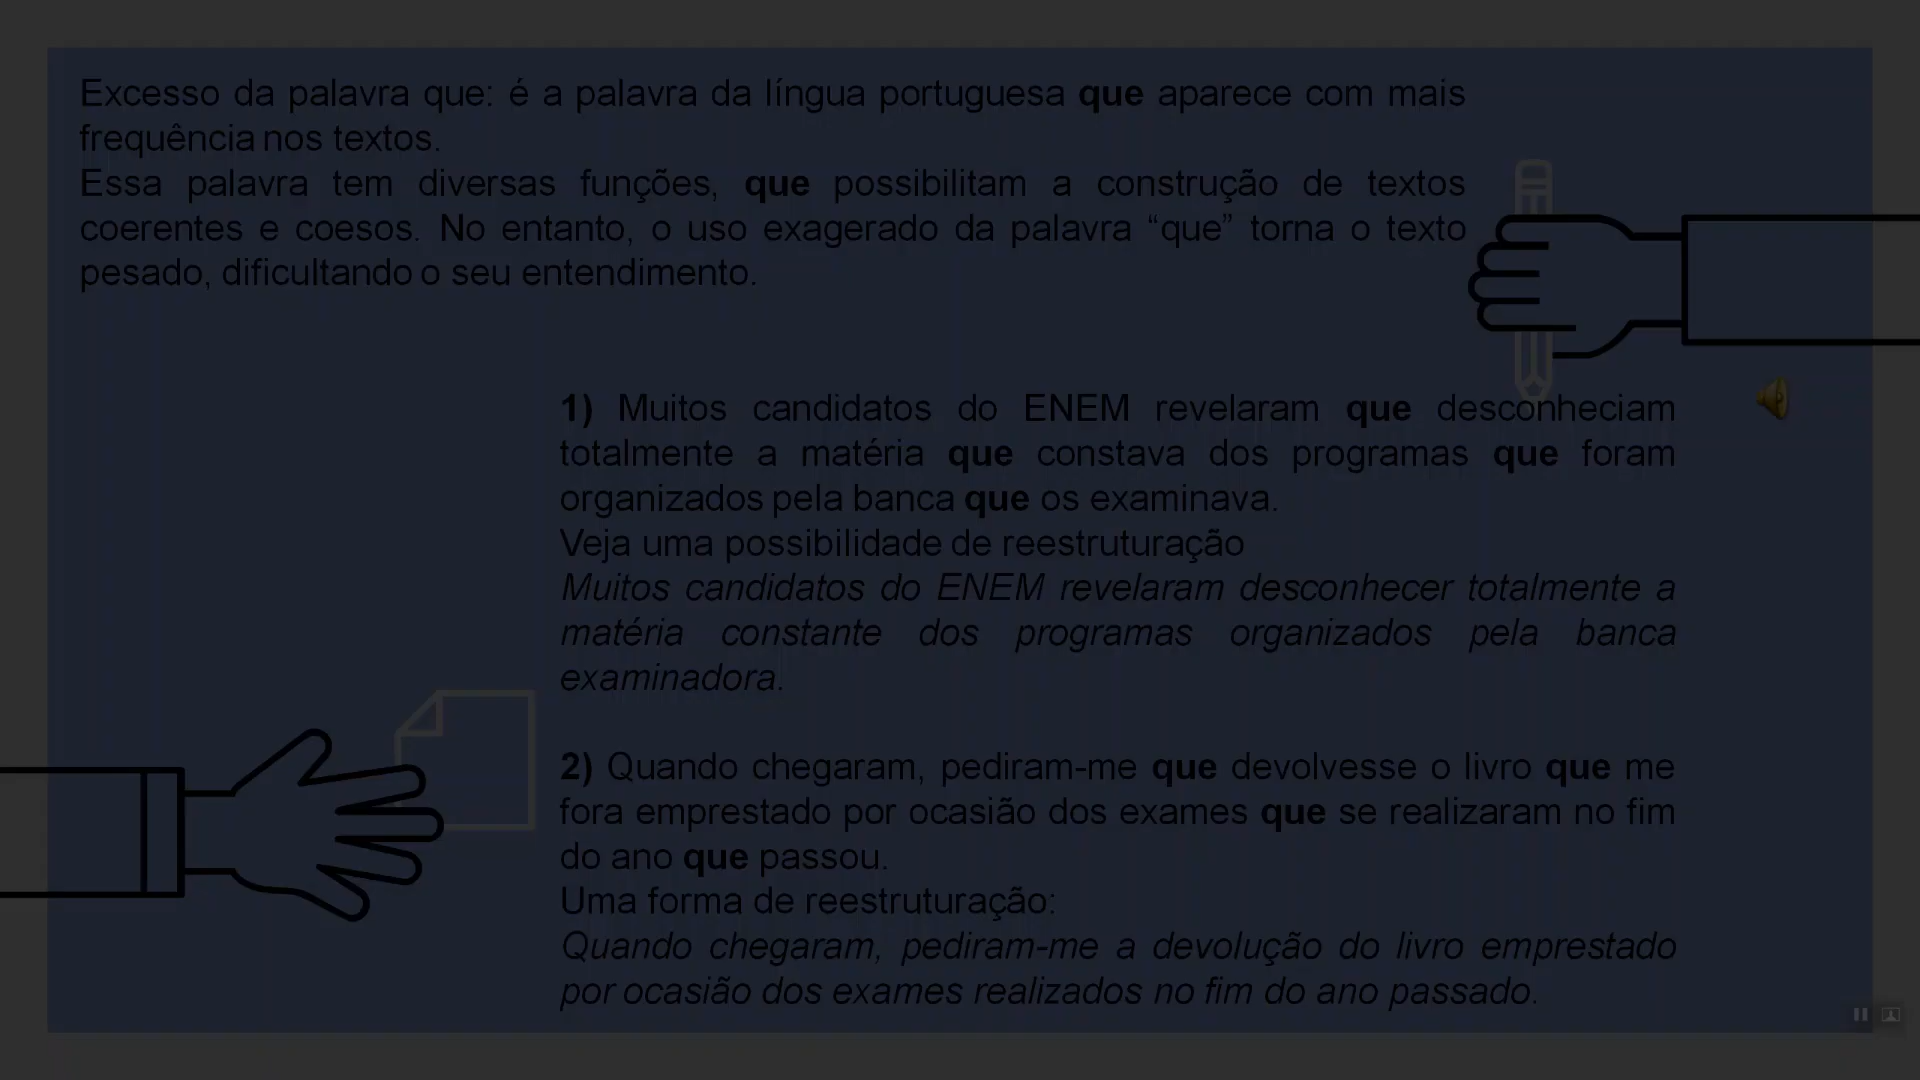 Excesso da palavra que: é a palavra da língua portuguesa que aparece com mais
frequência nos textos.
Essa palavra tem diversas funções, que possibilitam a construção de textos
coerentes e coesos. No entanto, o uso exagerado da palavra “que” torna o texto
pesado, dificultando o seu entendimento.
1) Muitos candidatos do ENEM revelaram que desconheciam
totalmente a matéria que constava dos programas que foram
organizados pela banca que os examinava.
Veja uma possibilidade de reestruturação
Muitos candidatos do ENEM revelaram desconhecer totalmente a
matéria constante dos programas organizados pela banca
examinadora.
2) Quando chegaram, pediram-me que devolvesse o livro que me
fora emprestado por ocasião dos exames que se realizaram no fim
do ano que passou.
Uma forma de reestruturação:
Quando chegaram, pediram-me a devolução do livro emprestado
por ocasião dos exames realizados no fim do ano passado.